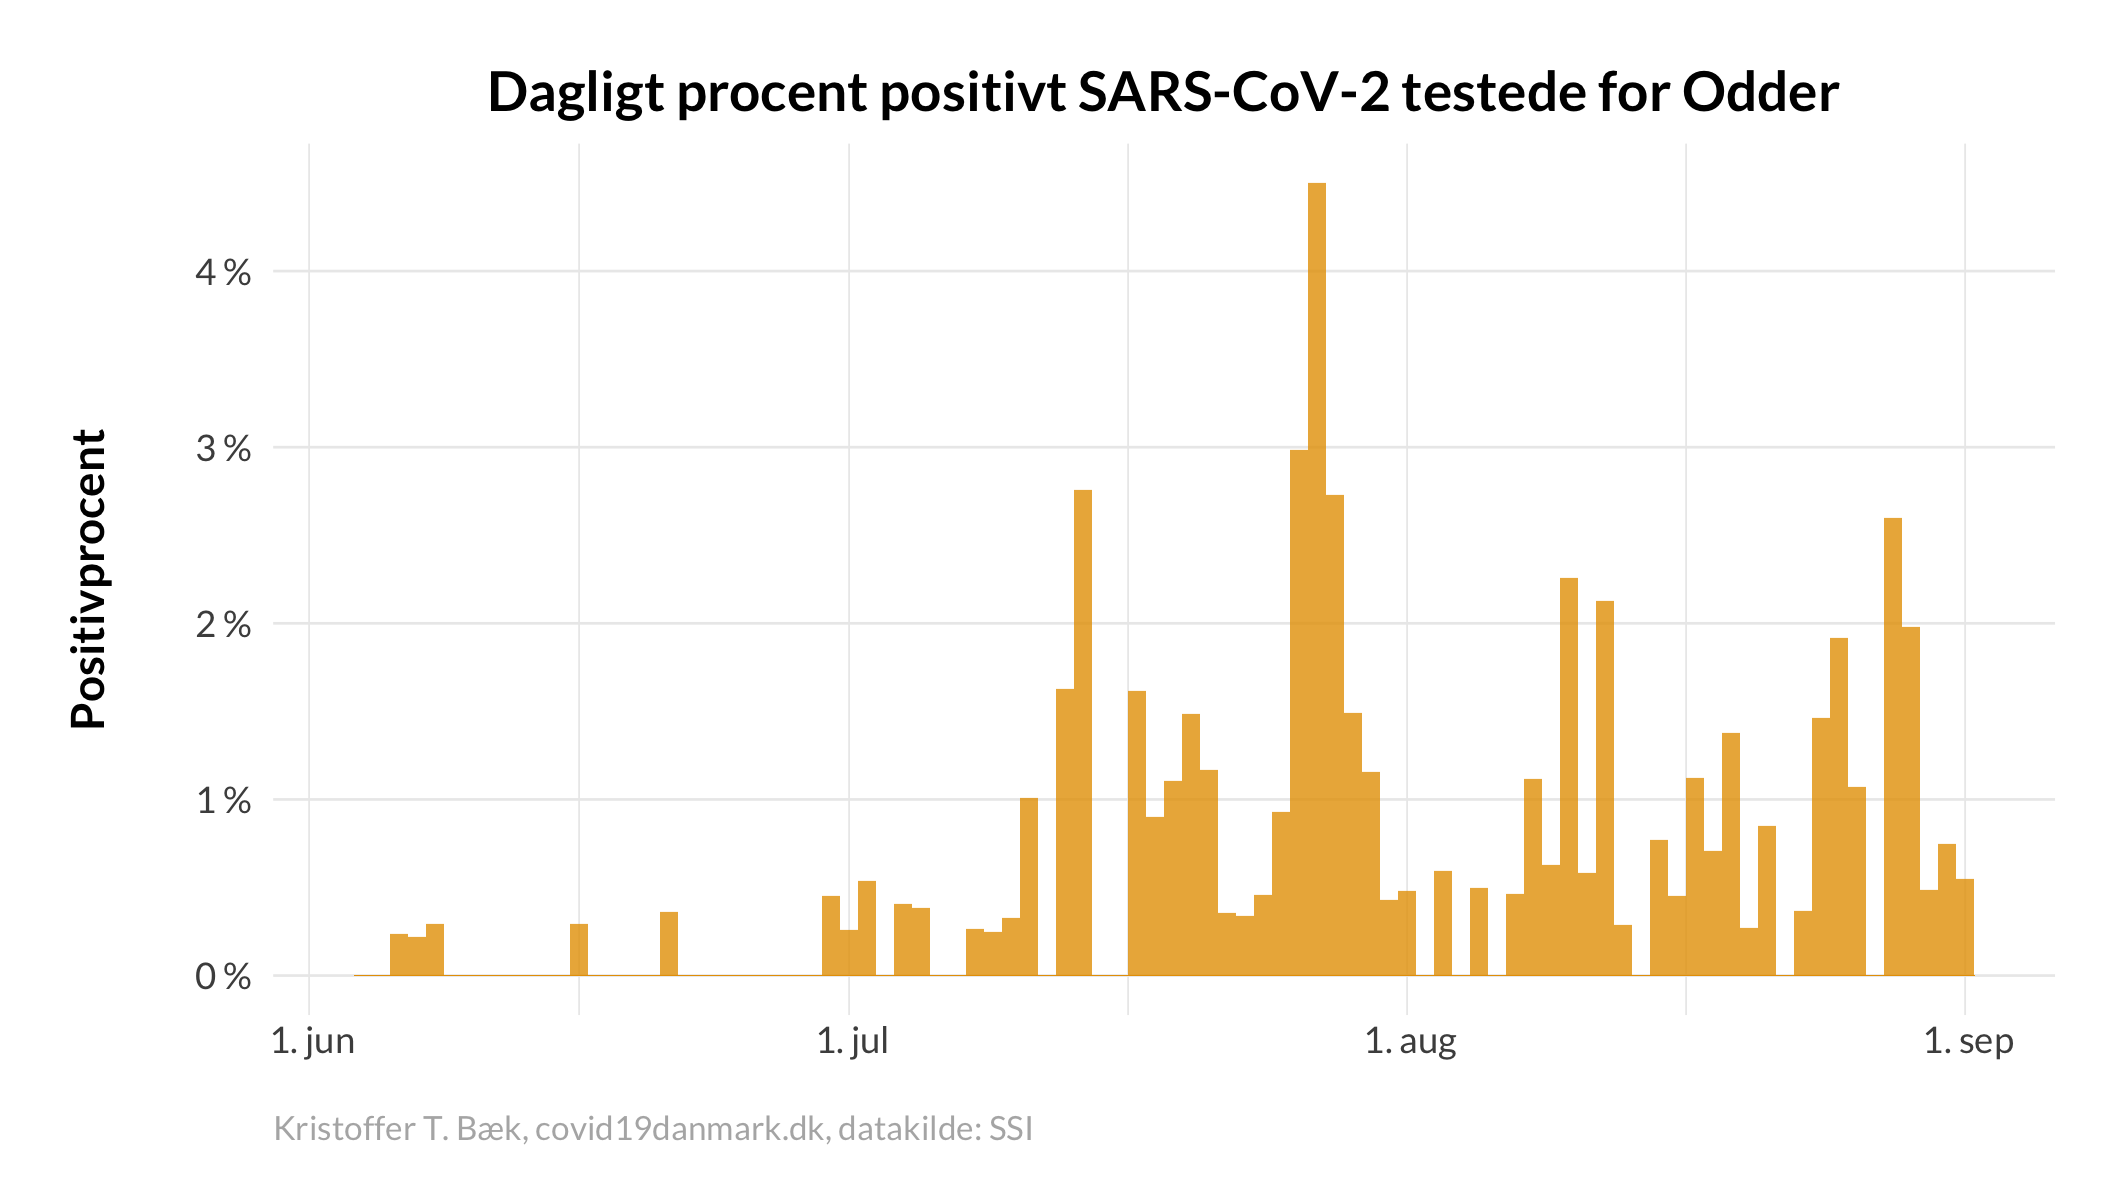 Dagligt procent positivt SARS-CoV-2 testede for Odder
Positivprocent
4 %
3 %
2 %
1 %
0 %
1. jun
1. jul
1. aug
1. sep
Kristoffer T. Bæk, covid19danmark.dk, datakilde: SSI